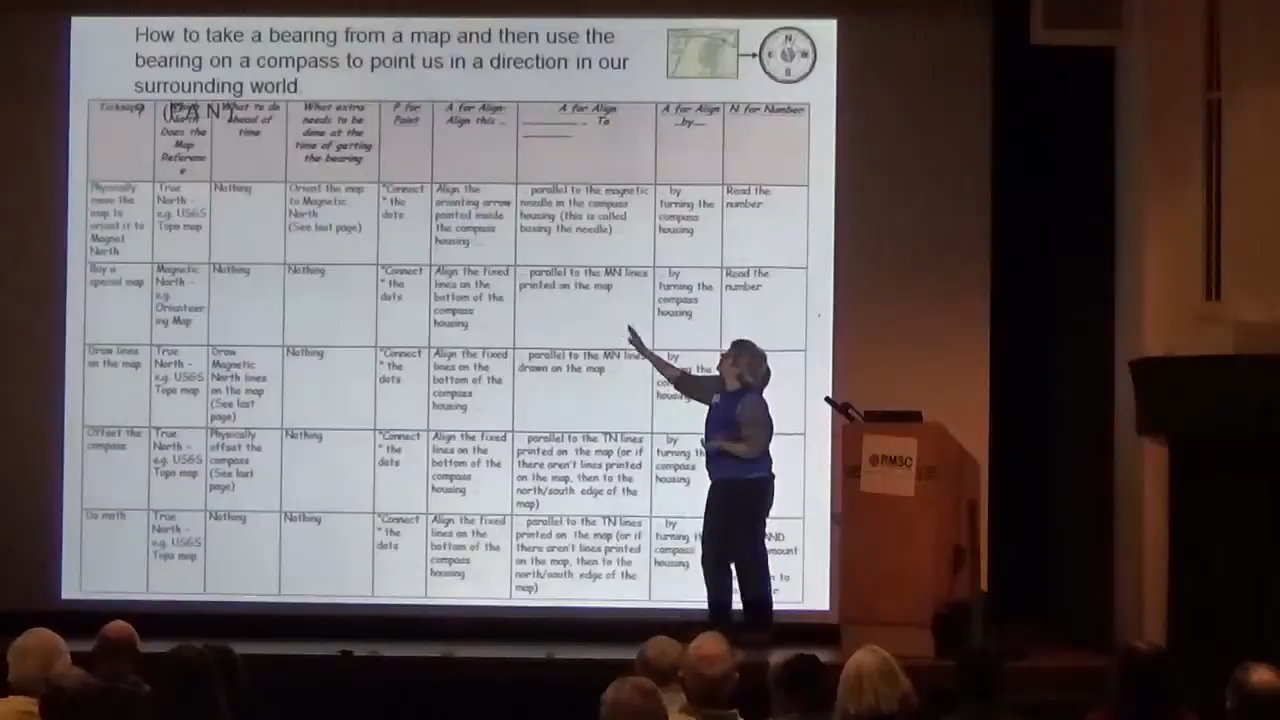 How to take a bearing from a map and then use the
bearing on a compass to point us in a direction in our
surrounding world
? (PAAN)
N
S
North Does the Map Reference
What to do Ahead of time
What extra needs to be done at the time of getting the bearing
P for Point
A for Align: Align this ...
A for Align ________ ... To ________
A for Align ...by...
N for Number
Physically move the map to orient it to Magnet North
True North - e.g. USGS Topo map
Nothing
Orient the map to Magnetic North (See last page)
"Connect" the dots
Align the orienting arrow painted inside the compass housing ...
... parallel to the magnetic needle in the compass housing (this is called boxing the needle)
... by turning the compass housing
Read the number
Buy a special map
Magnetic North - e.g. Orienteering Map
Nothing
Nothing
"Connect" the dots
Align the fixed lines on the bottom of the compass housing
... parallel to the MN lines printed on the map
... by turning the compass housing
Read the number
Draw lines on the map
True North - e.g. USGS Topo map
Draw Magnetic North lines on the map (See last page)
Nothing
"Connect" the dots
Align the fixed lines on the bottom of the compass housing ...
... parallel to the MN lines drawn on the map
by the housing
Offset the compass
True North - e.g. USGS Topo map
Physically offset the compass (See last page)
Nothing
"Connect" the dots
Align the fixed lines on the bottom of the compass housing ...
... parallel to the TN lines printed on the map (or if there aren't lines printed on the map, then to the north/south edge of the map)
by turning compass housing
Do math
True North - e.g. USGS Topo map
Nothing
Nothing
"Connect" the dots
Align the fixed lines on the bottom of the compass housing
... parallel to the TN lines printed on the map (or if there aren't lines printed on the map, then to the north/south edge of the map)
by turning compass housing
AND
to
RMSC